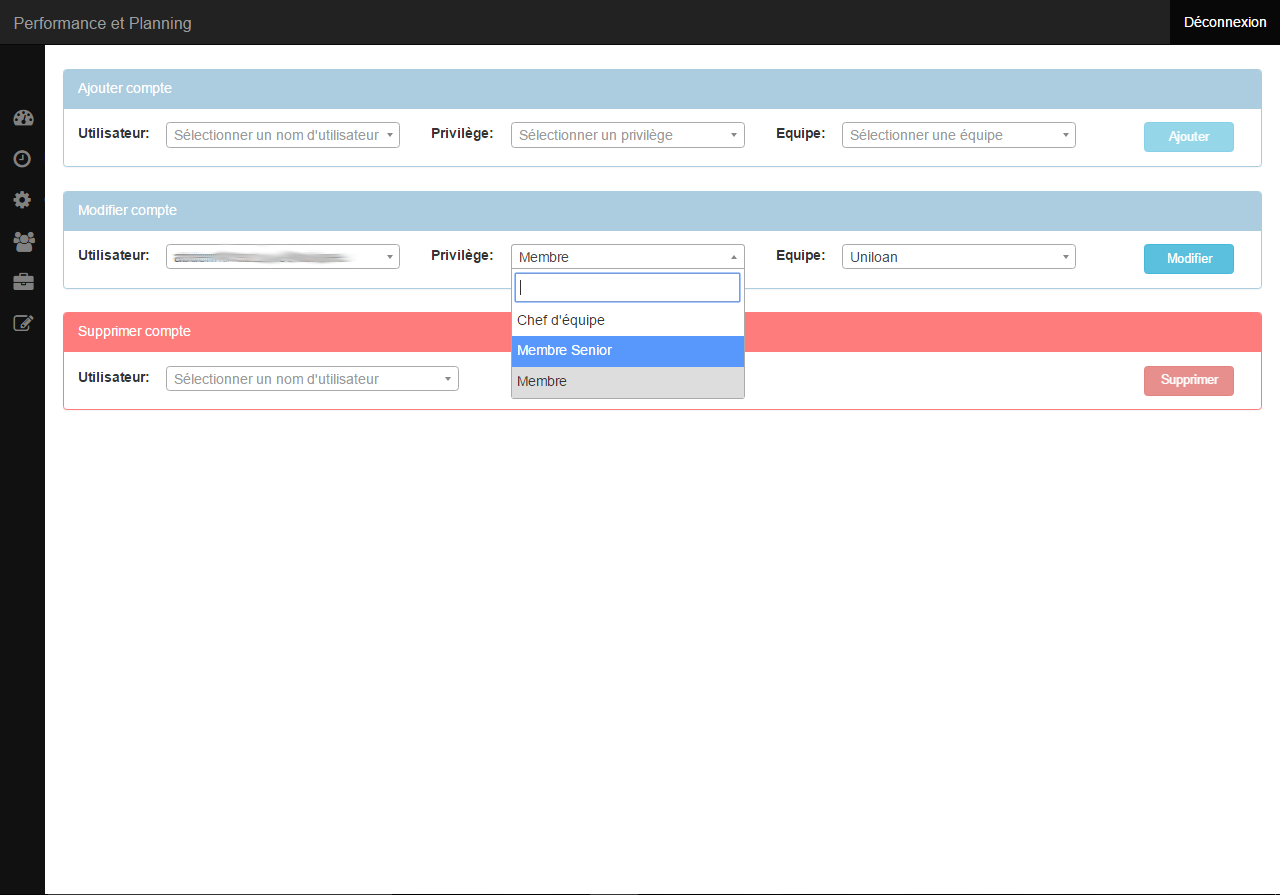 Performance et Planning
Déconnexion
Ajouter compte
Utilisateur: Sélectionner un nom d'utilisateur Privilège: Sélectionner un privilège Equipe: Sélectionner une équipe Ajouter
Modifier compte
Utilisateur: Privilège: Membre Equipe: Uniloan Modifier
Chef d'équipe
Membre Senior
Membre
Supprimer compte
Utilisateur: Sélectionner un nom d'utilisateur Supprimer